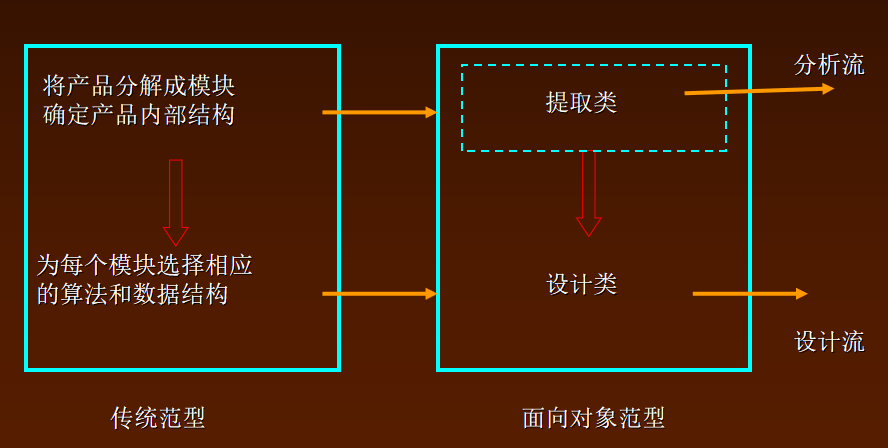 将产品分解成模块
确定产品内部结构
为每个模块选择相应
的算法和数据结构
传统范型
提取类
设计类
面向对象范型
分析流
设计流